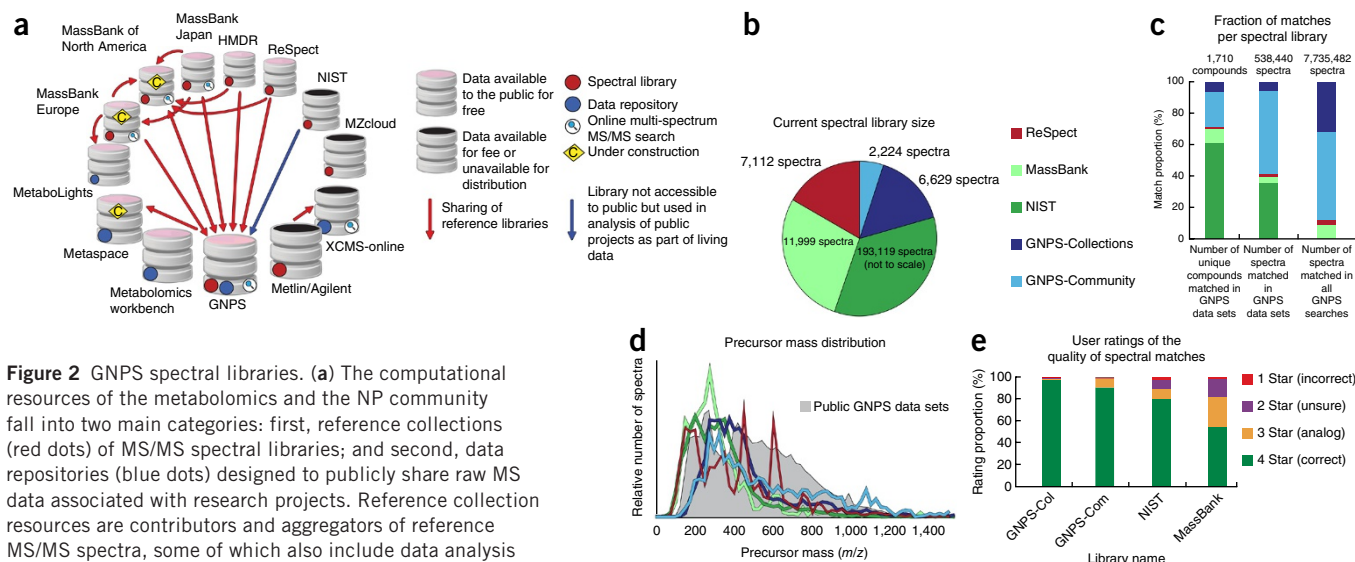 a
MassBank of
North America
MassBank
Japan
HMDR
ReSpect
NIST
MZcloud
MassBank
Europe
MetaboLights
Metaspace
Metabolomics
workbench
GNPS
Metlin/Agilent
XCMS-online
C
C
C
Data available
to the public for
free
Data available
for fee or
unavailable for
distribution
Sharing of
reference libraries
Spectral library
Data repository
Online multi-spectrum
MS/MS search
C
Under construction
Library not accessible
to public but used in
analysis of public
projects as part of living
data
b
Current spectral library size
7,112 spectra
2,224 spectra
6,629 spectra
11,999 spectra
193,119 spectra
(not to scale)
ReSpect
MassBank
NIST
GNPS-Collections
GNPS-Community
c
Fraction of matches
per spectral library
1,710
compounds
538,440
spectra
7,735,482
spectra
Match proportion (%)
100
80
60
40
20
0
Number of
unique
compounds
matched in
GNPS
data sets
Number of
spectra
matched
in
GNPS
data sets
Number of
spectra
matched in
all
GNPS
searches
d
Precursor mass distribution
Relative number of spectra
Public GNPS data sets
0 200 400 600 800 1,000 1,200 1,400
Precursor mass (m/z)
e
User ratings of the
quality of spectral matches
Rating proportion (%)
100
80
60
40
20
0
GNPS-Col
GNPS-Com
NIST
MassBank
Library name
1 Star (incorrect)
2 Star (unsure)
3 Star (analog)
4 Star (correct)
Figure 2 GNPS spectral libraries. (a) The computational
resources of the metabolomics and the NP community
fall into two main categories: first, reference collections
(red dots) of MS/MS spectral libraries; and second, data
repositories (blue dots) designed to publicly share raw MS
data associated with research projects. Reference collection
resources are contributors and aggregators of reference
MS/MS spectra, some of which also include data analysis